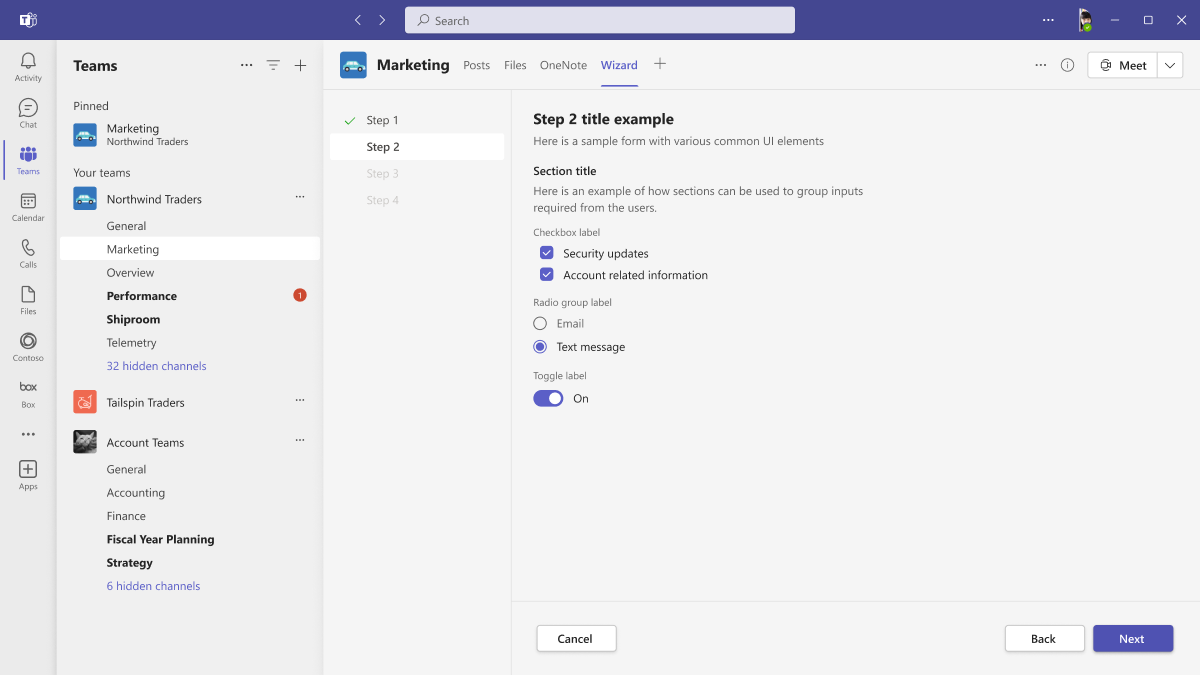 Search
Activity
Chat
Teams
Calendar
Calls
Files
Contoso
box
Box
Apps
Teams
Pinned
Marketing
Northwind Traders
Your teams
Northwind Traders
General
Marketing
Overview
Performance 1
Shiproom
Telemetry
32 hidden channels
Tailspin Traders
Account Teams
General
Accounting
Finance
Fiscal Year Planning
Strategy
6 hidden channels
Marketing Posts Files OneNote Wizard
Meet
Step 1
Step 2
Step 3
Step 4
Step 2 title example
Here is a sample form with various common UI elements
Section title
Here is an example of how sections can be used to group inputs
required from the users.
Checkbox label
Security updates
Account related information
Radio group label
Email
Text message
Toggle label
On
Cancel
Back
Next